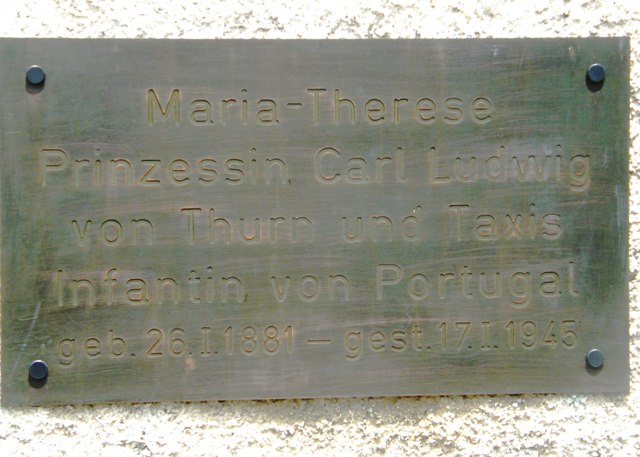 Maria-Therese
Prinzessin Carl Ludwig
von Thurn und Taxis
Infantin von Portugal
geb. 26.I.1881 – gest.17.I.1945